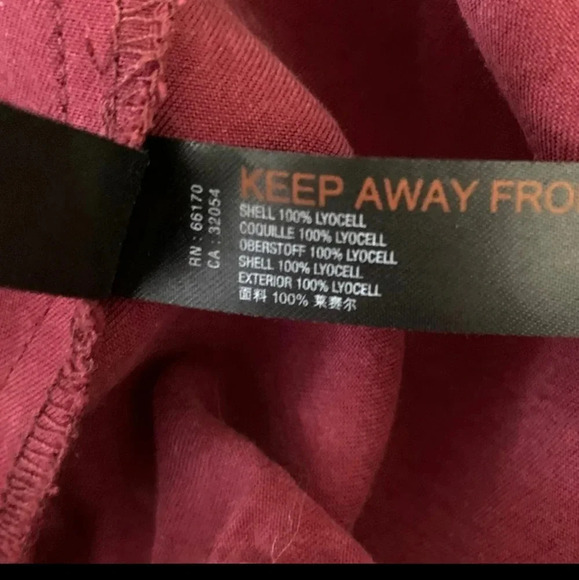 RN : 66170
CA : 32054
KEEP AWAY FRO
SHELL 100% LYOCELL
COQUILLE 100% LYOCELL
OBERSTOFF 100% LYOCELL
SHELL 100% LYOCELL
EXTERIOR 100% LYOCELL
面料 100% 莱赛尔